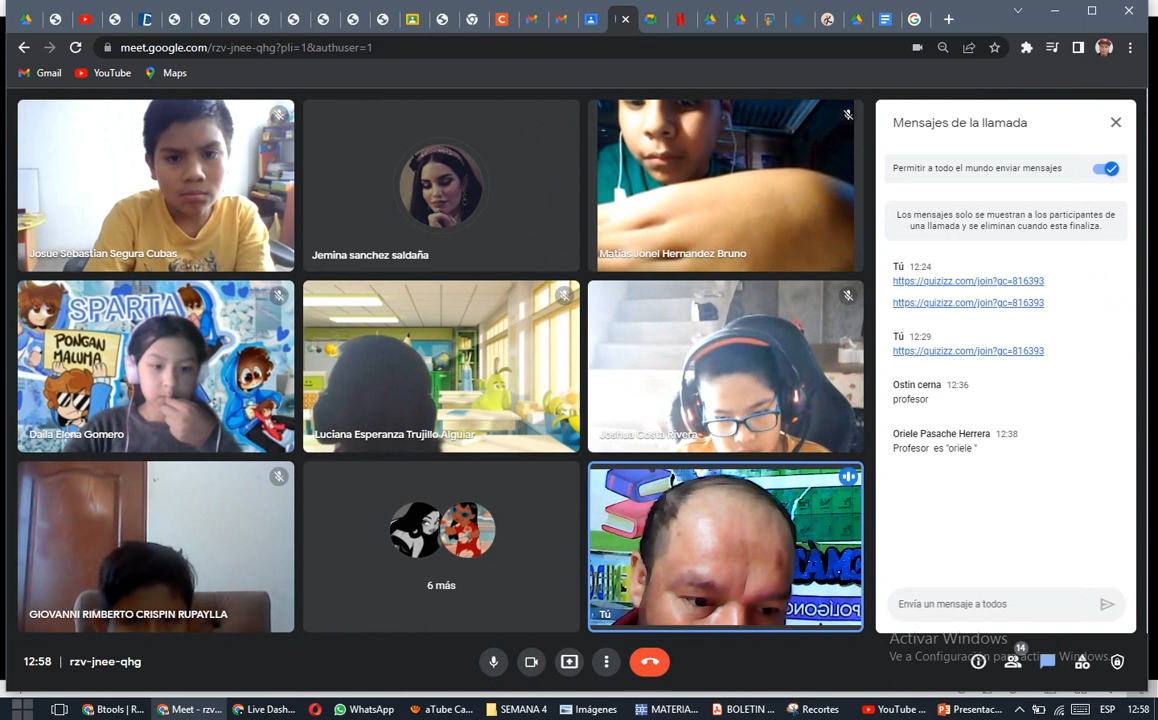 meet.google.com/rzv-jnee-qhg?pli=1&authuser=1
Gmail
YouTube
Maps
Josue Sebastian Segura Cubas
Jemina sanchez saldaña
Matias Jonel Hernandez Bruno
SPARTA
PONGAN
MALUMA
Daila Elena Gomero
Luciana Esperanza Trujillo Alguiar
Joshua Costa Rivera
GIOVANNI RIMBERTO CRISPIN RUPAYLLA
6 más
Tú
Mensajes de la llamada
Permitir a todo el mundo enviar mensajes
Los mensajes solo se muestran a los participantes de
una llamada y se eliminan cuando esta finaliza.
Tú 12:24
https://quizizz.com/join?gc=816393
https://quizizz.com/join?gc=816393
Tú 12:29
https://quizizz.com/join?gc=816393
Ostin cerna 12:36
profesor
Oriele Pasache Herrera 12:38
Profesor es "oriele "
Envía un mensaje a todos
Activar Windows
Ve a Configuración para activar Windows.
12:58 | rzv-jnee-qhg
14
Btools | R...
Meet - rzv...
Live Dash...
WhatsApp
aTube Ca...
SEMANA 4
Imágenes
MATERIA...
BOLETIN ...
Recortes
YouTube ...
Presentac...
ESP
12:58